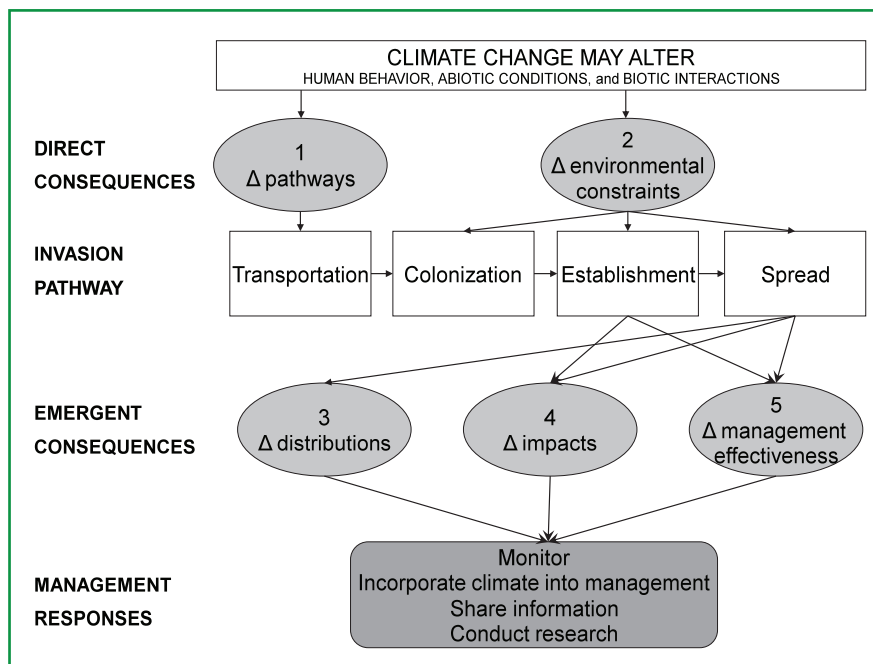 CLIMATE CHANGE MAY ALTER
HUMAN BEHAVIOR, ABIOTIC CONDITIONS, and BIOTIC INTERACTIONS
DIRECT
CONSEQUENCES
1
Δ pathways
2
Δ environmental
constraints
INVASION
PATHWAY
Transportation
Colonization
Establishment
Spread
EMERGENT
CONSEQUENCES
3
Δ distributions
4
Δ impacts
5
Δ management
effectiveness
MANAGEMENT
RESPONSES
Monitor
Incorporate climate into management
Share information
Conduct research